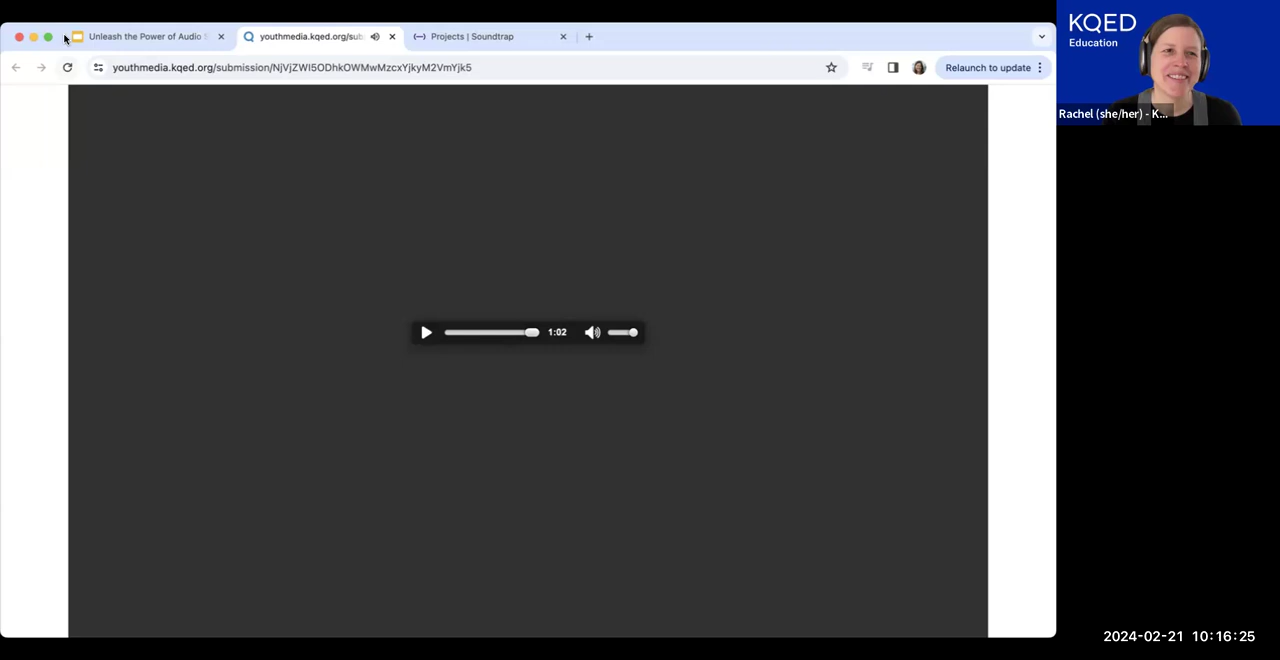 Unleash the Power of Audio S
youthmedia.kqed.org/sub
Projects | Soundtrap
youthmedia.kqed.org/submission/NjVjZWI5ODhkOWMwMzcxYjkyM2VmYjk5
Relaunch to update
1:02
KQED
Education
Rachel (she/her) - K...
2024-02-21 10:16:25